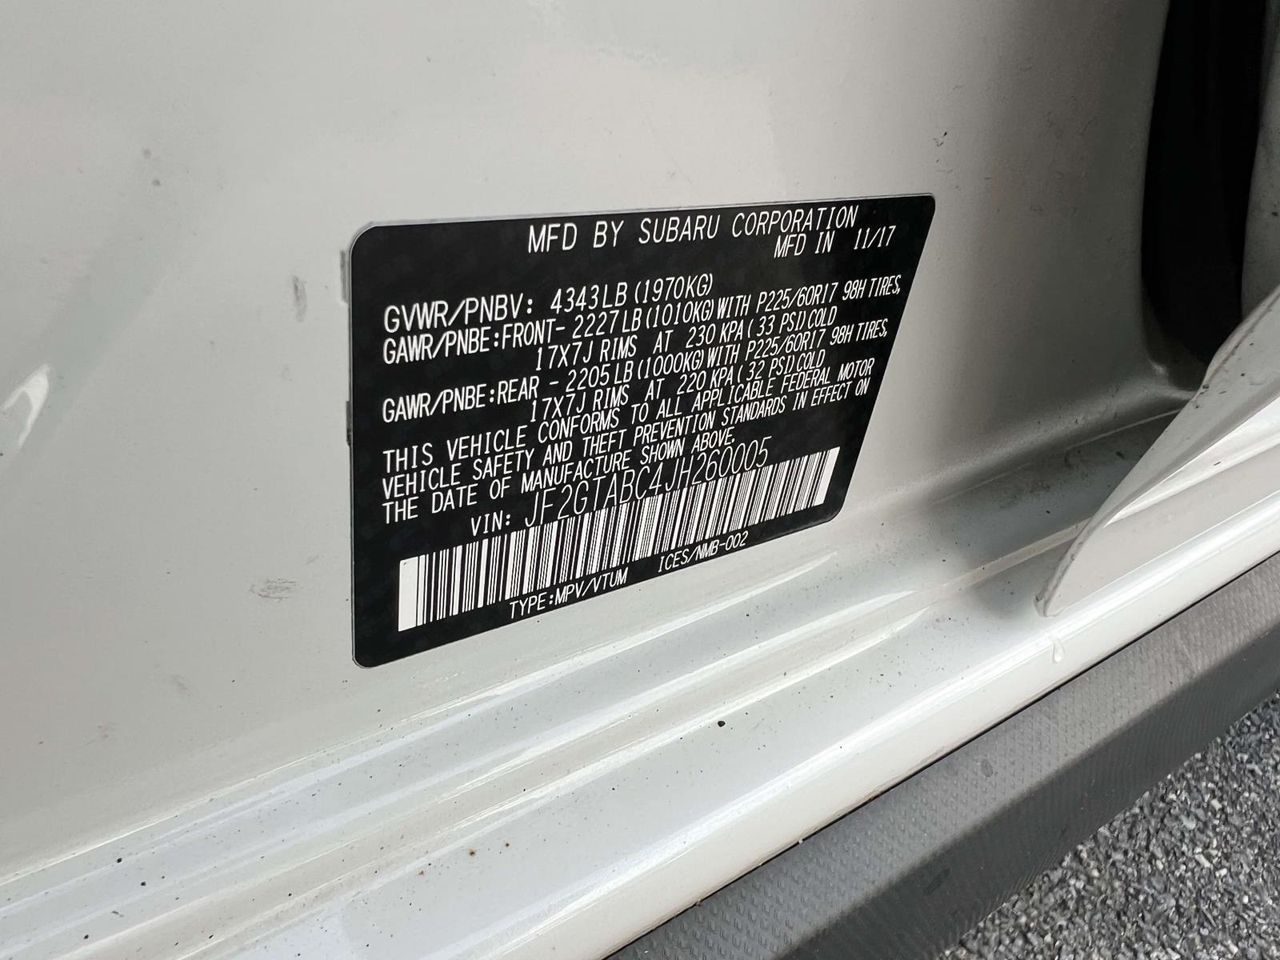 MFD BY SUBARU CORPORATION
MFD IN 11/17
GVWR/PNBV: 4343LB (1970KG)
GAWR/PNBE:FRONT- 2227LB (1010KG) WITH P225/60R17 98H TIRES,
17X7J RIMS AT 230 KPA (33 PSI) COLD
GAWR/PNBE:REAR - 2205LB (1000KG) WITH P225/60R17 98H TIRES,
17X7J RIMS AT 220 KPA (32 PSI) COLD
THIS VEHICLE CONFORMS TO ALL APPLICABLE FEDERAL MOTOR
VEHICLE SAFETY AND THEFT PREVENTION STANDARDS IN EFFECT ON
THE DATE OF MANUFACTURE SHOWN ABOVE.
VIN: JF2GTABC4JH260005
TYPE:MPV/VTUM ICES/NMB-002